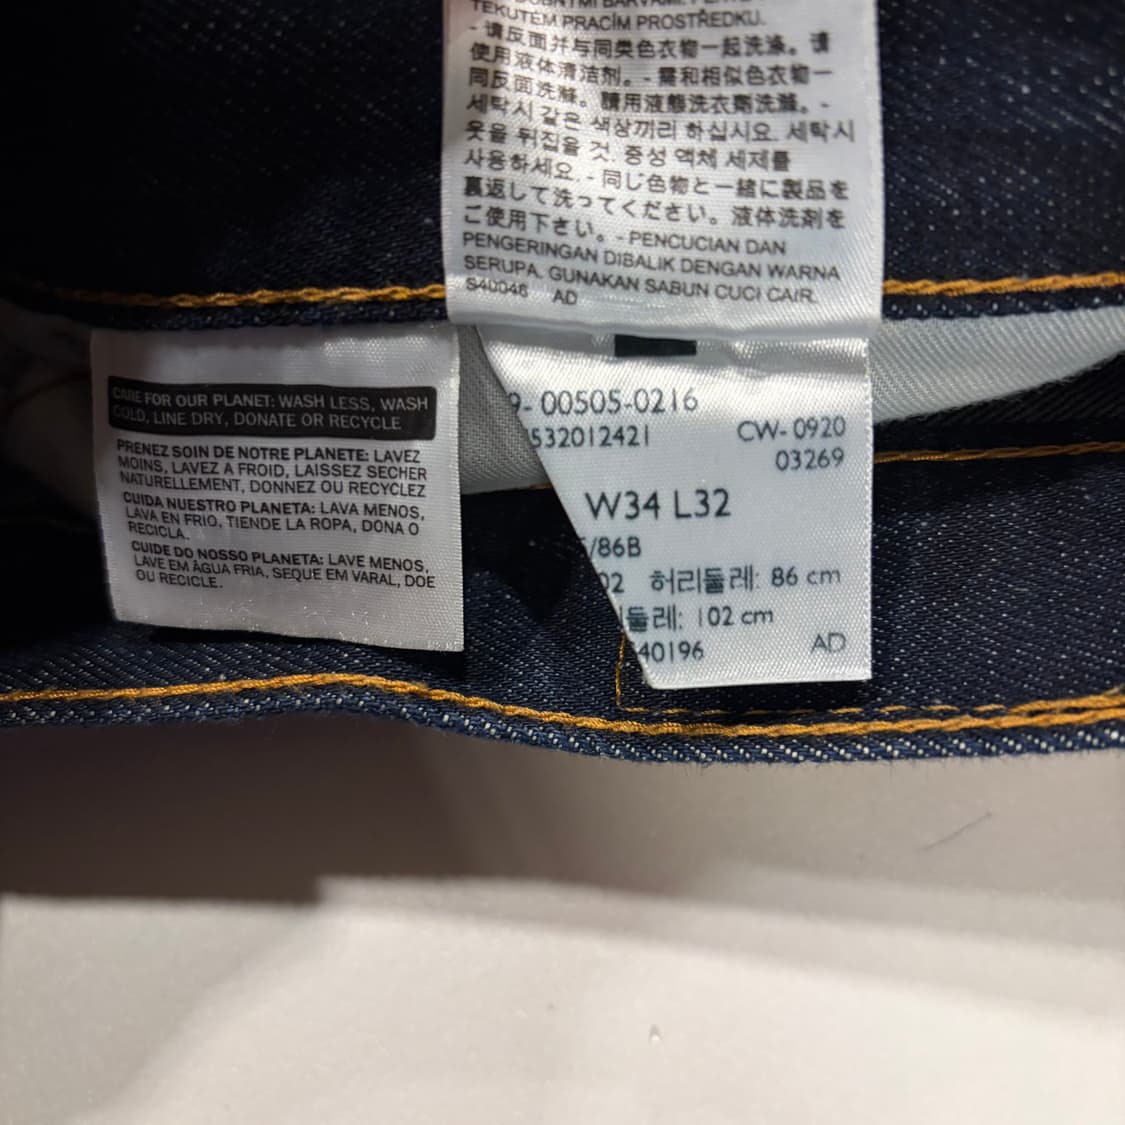 TEKUTÉM PRACÍM PROSTŘEDKU.
- 请反面并与同类色衣物一起洗涤。请
使用液体清洁剂。- 需和相似色衣物一
同反面洗滌。請用液態洗衣劑洗滌。-
세탁시 같은 색상끼리 하십시요. 세탁시
옷을 뒤집을 것. 중성 액체 세제를
사용하세요. - 同じ色物と一緒に製品を
裏返して洗ってください。液体洗剤を
ご使用下さい。- PENCUCIAN DAN
PENGERINGAN DIBALIK DENGAN WARNA
SERUPA. GUNAKAN SABUN CUCI CAIR.
S40046 AD
CARE FOR OUR PLANET: WASH LESS, WASH
COLD, LINE DRY, DONATE OR RECYCLE
PRENEZ SOIN DE NOTRE PLANETE: LAVEZ
MOINS, LAVEZ A FROID, LAISSEZ SECHER
NATURELLEMENT, DONNEZ OU RECYCLEZ
CUIDA NUESTRO PLANETA: LAVA MENOS,
LAVA EN FRIO, TIENDE LA ROPA, DONA O
RECICLA.
CUIDE DO NOSSO PLANETA: LAVE MENOS,
LAVE EM ÀGUA FRIA, SEQUE EM VARAL, DOE
OU RECICLE.
9- 00505-0216
532012421 CW- 0920
03269
W34 L32
/86B
02 허리둘레: 86 cm
둘레: 102 cm
40196 AD